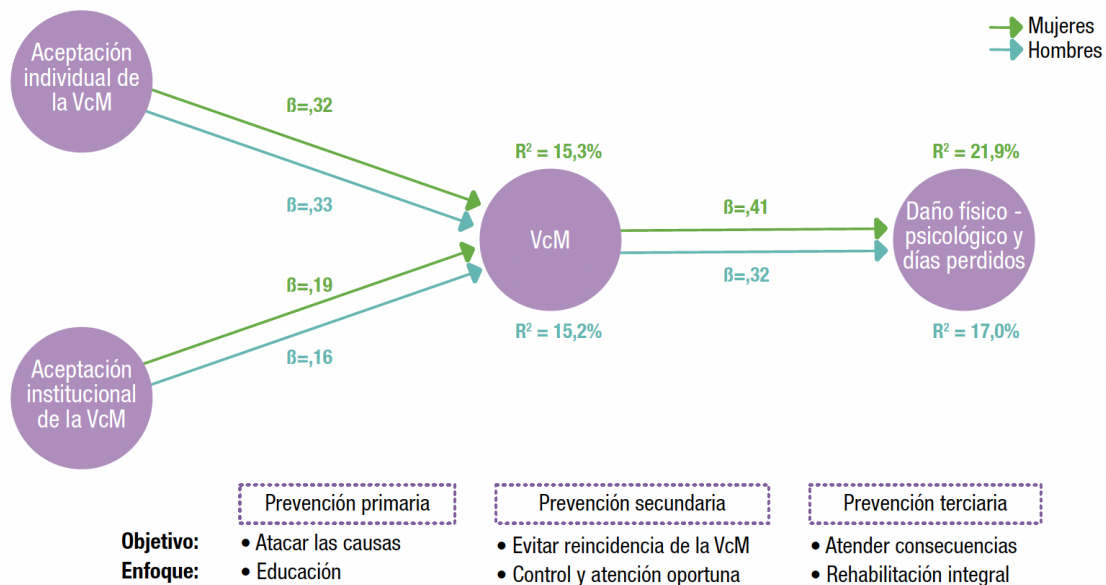 Mujeres
Hombres
Aceptación
individual de
la VcM
ß=,32
ß=,33
R² = 15,3%
VcM
R² = 15,2%
ß=,41
ß=,32
R² = 21,9%
Daño físico -
psicológico y
días perdidos
R² = 17,0%
ß=,19
ß=,16
Aceptación
institucional
de la VcM
Prevención primaria
Prevención secundaria
Prevención terciaria
Objetivo: • Atacar las causas • Evitar reincidencia de la VcM • Atender consecuencias
Enfoque: • Educación • Control y atención oportuna • Rehabilitación integral